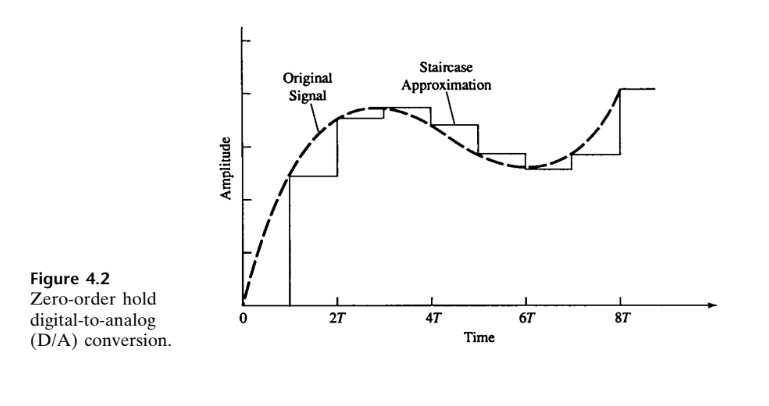 Original
Signal
Staircase
Approximation
Amplitude
0
2T
4T
6T
8T
Time
Figure 4.2
Zero-order hold
digital-to-analog
(D/A) conversion.